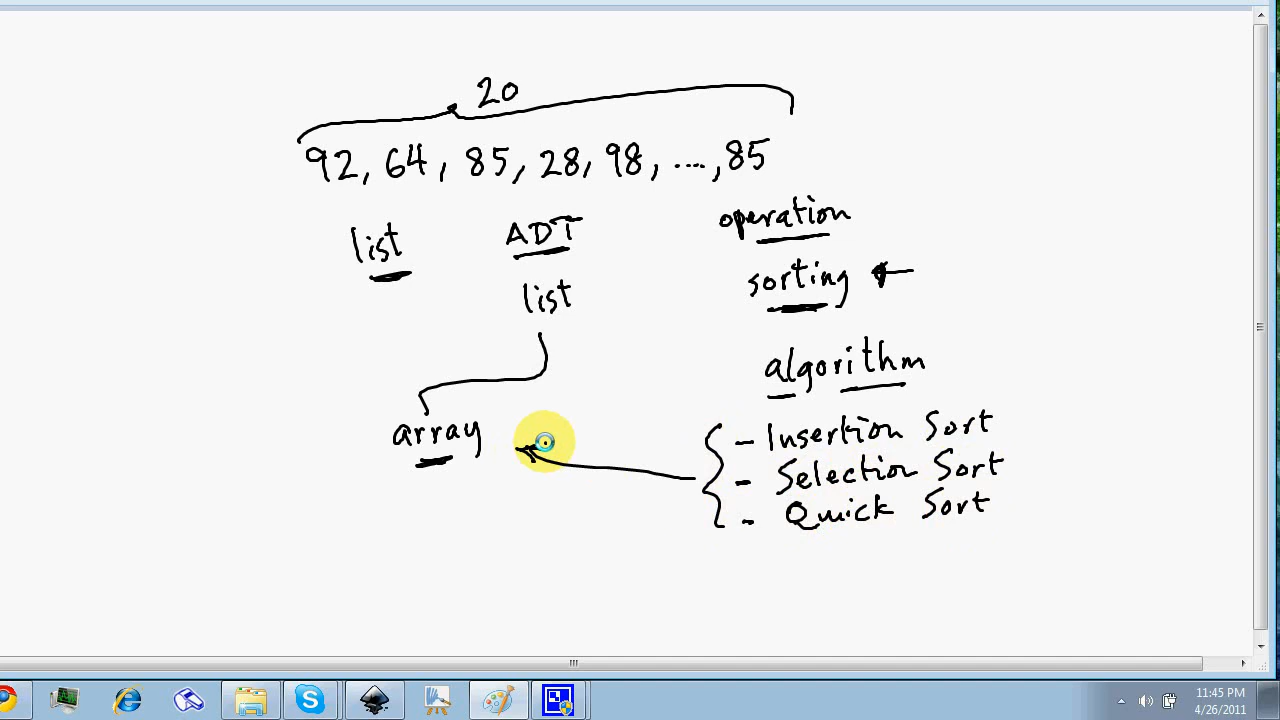 20
92, 64, 85, 28, 98, ...., 85
list ADT operation
list sorting
algorithm
array
- Insertion Sort
- Selection Sort
- Quick Sort
11:45 PM
4/26/2011